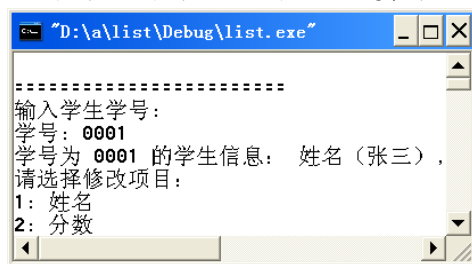 "D:\a\list\Debug\list.exe"
========================
输入学生学号：
学号：0001
学号为 0001 的学生信息： 姓名（张三）,
请选择修改项目：
1: 姓名
2: 分数